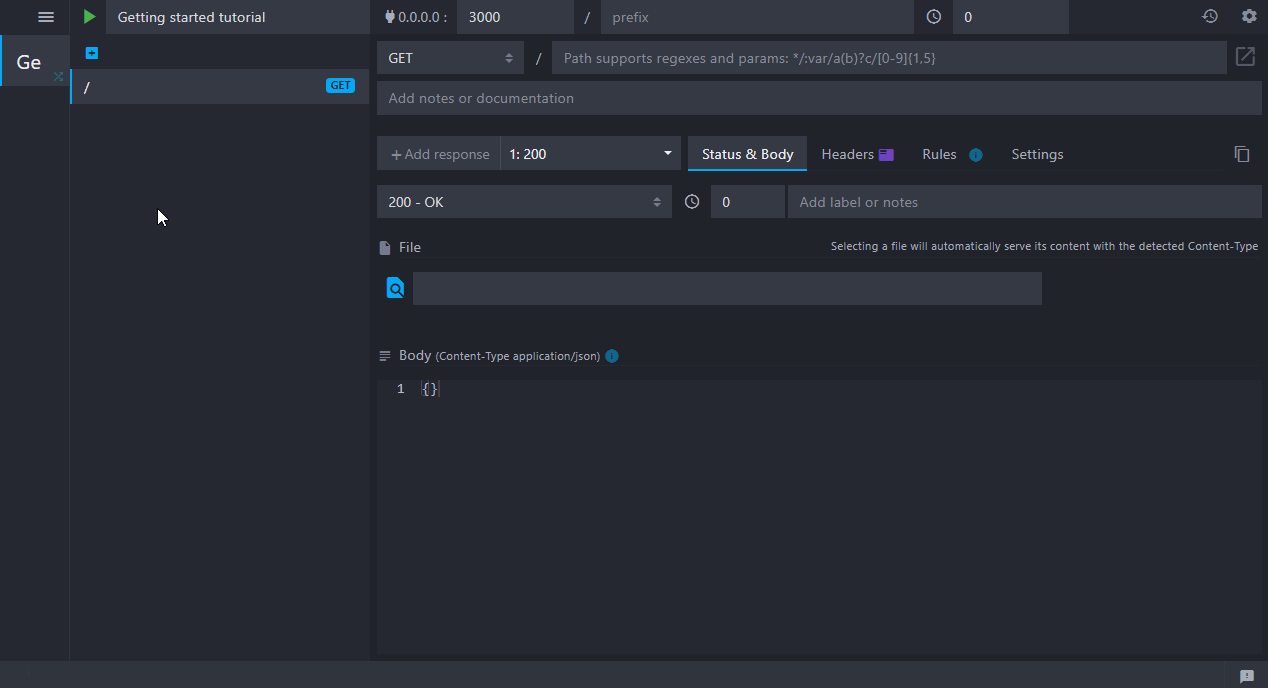 Getting started tutorial
0.0.0.0 :
3000
/
prefix
0
Ge
/
GET
GET
/
Path supports regexes and params: */:var/a(b)?c/[0-9]{1,5}
Add notes or documentation
+ Add response
1: 200
Status & Body
Headers
Rules
Settings
200 - OK
0
Add label or notes
File
Selecting a file will automatically serve its content with the detected Content-Type
Body (Content-Type application/json)
1
{}